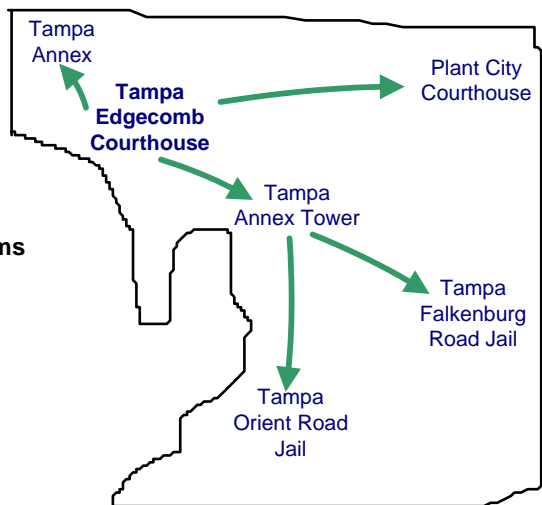 Tampa
Annex
Tampa
Edgecomb
Courthouse
Plant City
Courthouse
Tampa
Annex Tower
ms
Tampa
Falkenburg
Road Jail
Tampa
Orient Road
Jail